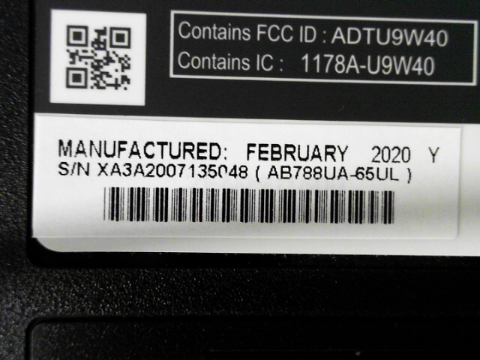 Contains FCC ID : ADTU9W40
Contains IC : 1178A-U9W40
MANUFACTURED: FEBRUARY 2020 Y
S/N XA3A2007135048 ( AB788UA-65UL )